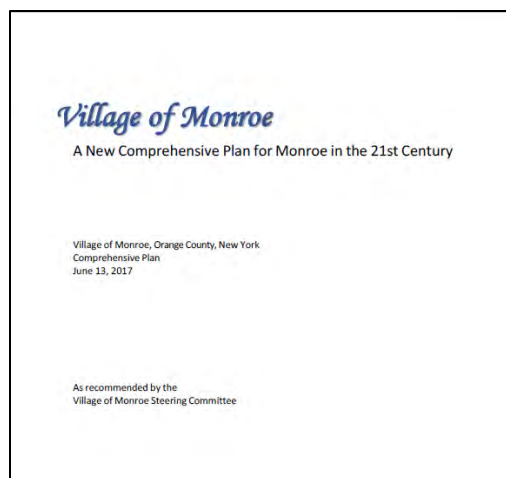 Village of Monroe
A New Comprehensive Plan for Monroe in the 21st Century
Village of Monroe, Orange County, New York
Comprehensive Plan
June 13, 2017
As recommended by the
Village of Monroe Steering Committee